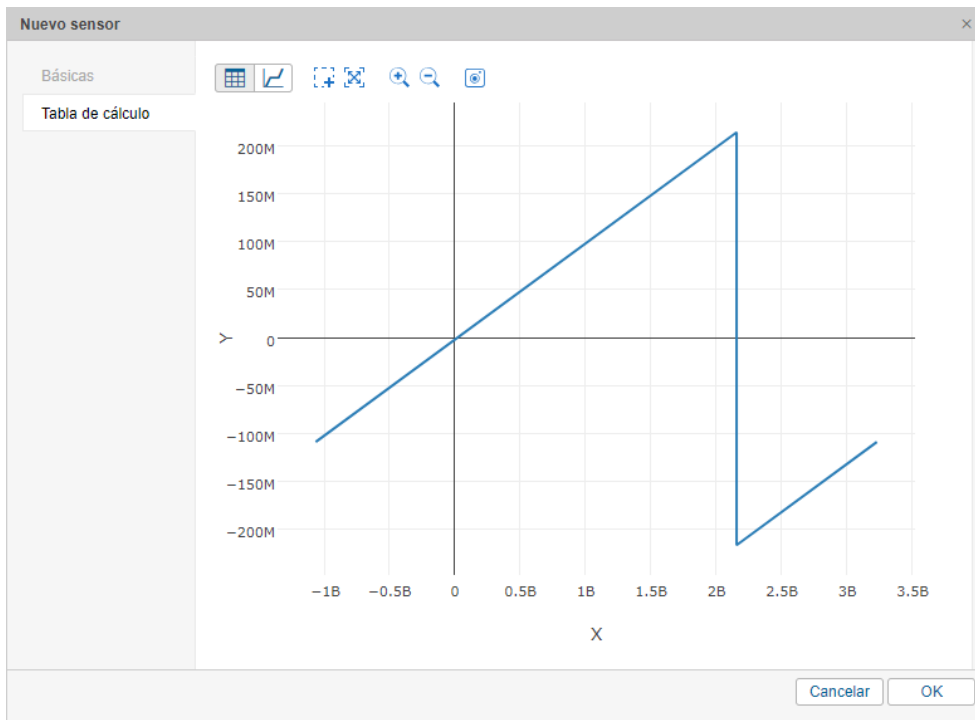 Nuevo sensor ×
Básicas
Tabla de cálculo
200M
150M
100M
50M
0
−50M
−100M
−150M
−200M
Y
−1B −0.5B 0 0.5B 1B 1.5B 2B 2.5B 3B 3.5B
X
Cancelar OK